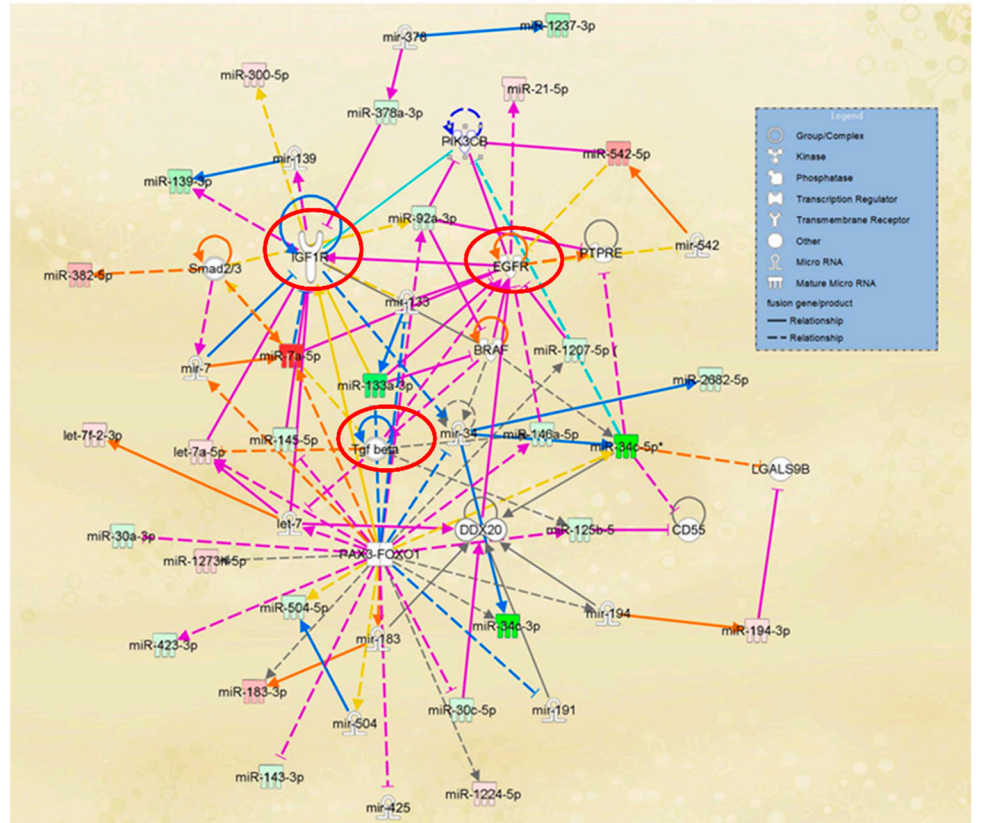 mir-378
miR-1237-3p
miR-300-5p
miR-21-5p
miR-378a-3p
PIK3CB
miR-542-5p
mir-139
miR-139-3p
miR-92a-3p
IGF1R
EGFR
PTPRE
mir-542
Smad2/3
miR-382-5p
mir-133
BRAF
miR-1207-5p
miR-7a-5p
mir-7
miR-133a-3p
miR-2682-5p
let-7f-2-3p
miR-145-5p
Tgf beta
mir-34
miR-146a-5p
miR-34c-5p*
let-7a-5p
LGALS9B
let-7
DDX20
miR-125b-5
CD55
miR-30a-3p
PAX3-FOXO1
miR-1273h-5p
miR-504-5p
mir-194
miR-34c-3p
miR-194-3p
miR-423-3p
mir-183
miR-183-3p
miR-30c-5p
mir-191
mir-504
miR-143-3p
mir-425
miR-1224-5p
Legend
Group/Complex
Kinase
Phosphatase
Transcription Regulator
Transmembrane Receptor
Other
Micro RNA
Mature Micro RNA
fusion gene/product
Relationship
Relationship